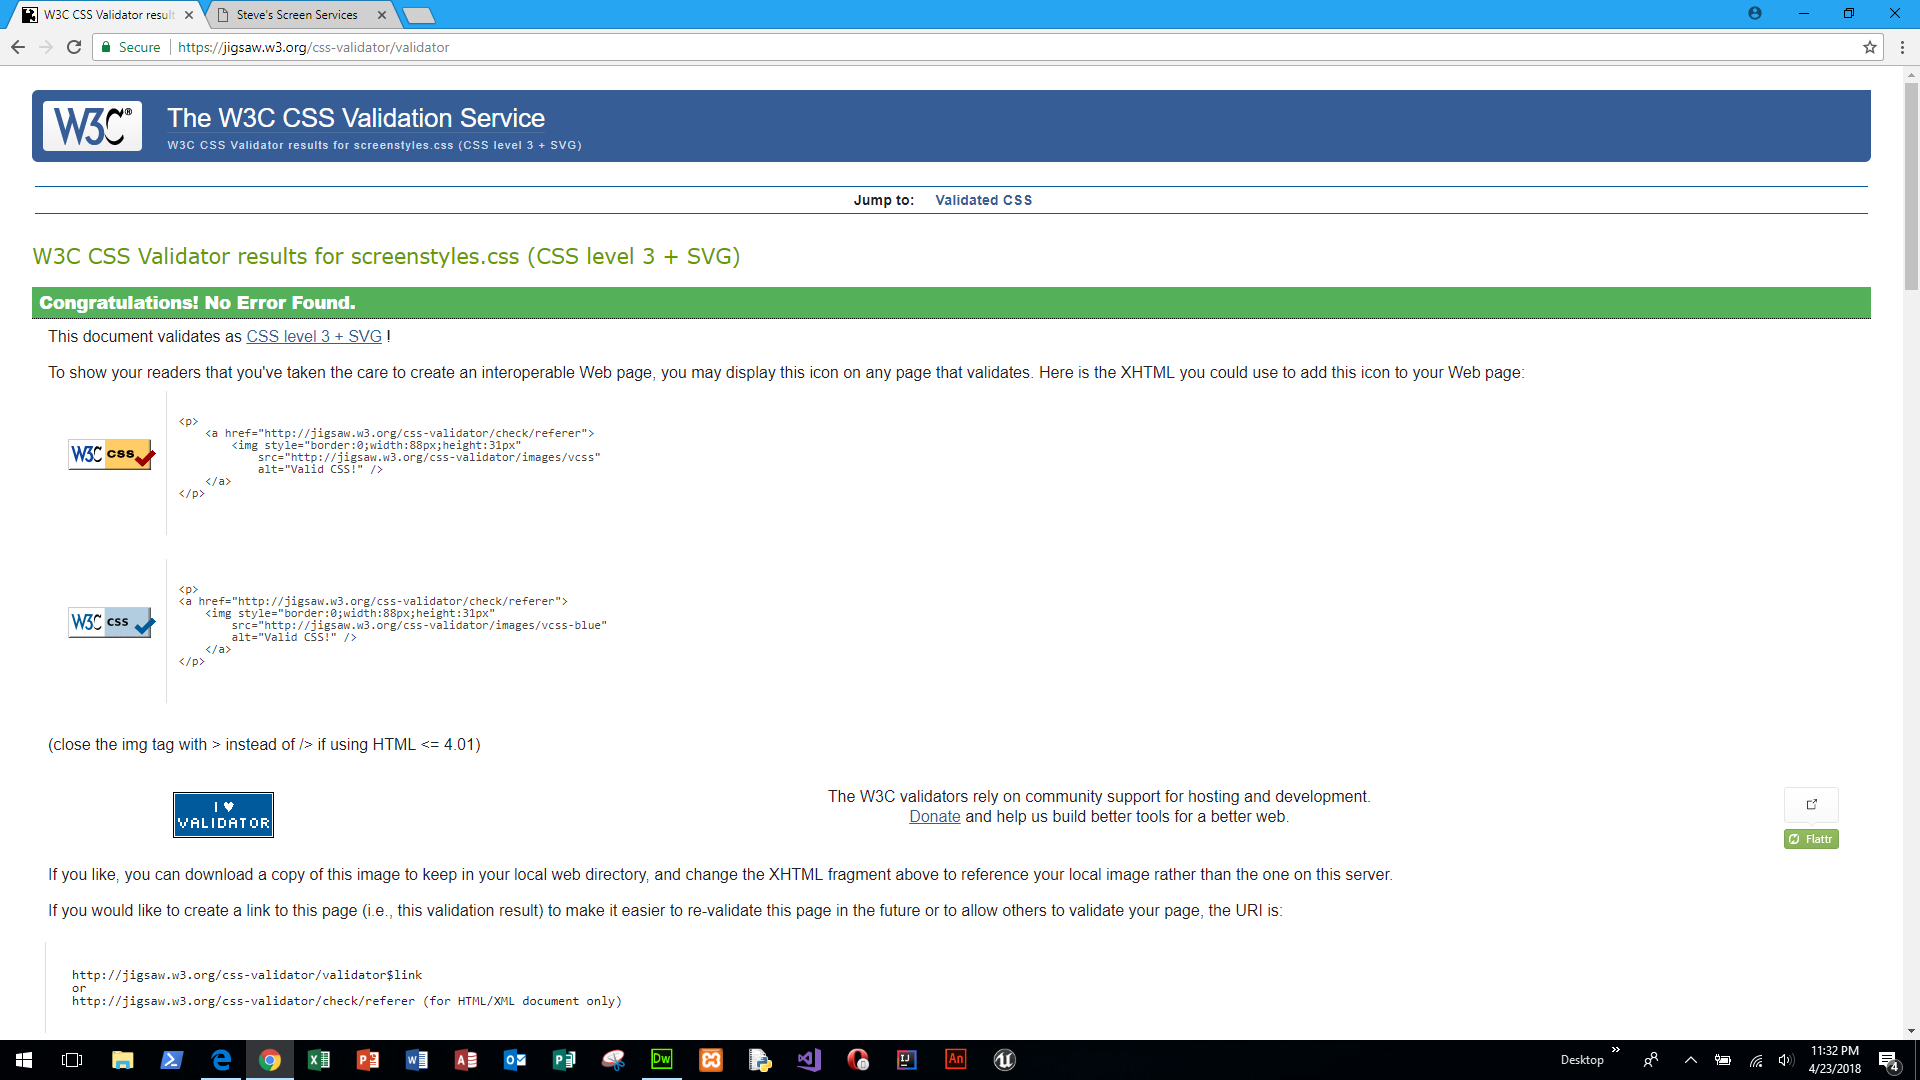 W3C CSS Validator result
Steve's Screen Services
Secure
https://jigsaw.w3.org/css-validator/validator
W3C®
The W3C CSS Validation Service
W3C CSS Validator results for screenstyles.css (CSS level 3 + SVG)
Jump to: Validated CSS
W3C CSS Validator results for screenstyles.css (CSS level 3 + SVG)
Congratulations! No Error Found.
This document validates as CSS level 3 + SVG !
To show your readers that you've taken the care to create an interoperable Web page, you may display this icon on any page that validates. Here is the XHTML you could use to add this icon to your Web page:
W3C CSS
<p>
<a href="http://jigsaw.w3.org/css-validator/check/referer">
<img style="border:0;width:88px;height:31px"
src="http://jigsaw.w3.org/css-validator/images/vcss"
alt="Valid CSS!" />
</a>
</p>
W3C CSS
<p>
<a href="http://jigsaw.w3.org/css-validator/check/referer">
<img style="border:0;width:88px;height:31px"
src="http://jigsaw.w3.org/css-validator/images/vcss-blue"
alt="Valid CSS!" />
</a>
</p>
(close the img tag with > instead of /> if using HTML <= 4.01)
I ♥
VALIDATOR
The W3C validators rely on community support for hosting and development.
Donate and help us build better tools for a better web.
Flattr
If you like, you can download a copy of this image to keep in your local web directory, and change the XHTML fragment above to reference your local image rather than the one on this server.
If you would like to create a link to this page (i.e., this validation result) to make it easier to re-validate this page in the future or to allow others to validate your page, the URI is:
http://jigsaw.w3.org/css-validator/validator$link
or
http://jigsaw.w3.org/css-validator/check/referer (for HTML/XML document only)
Dw
An
Desktop
11:32 PM
4/23/2018
4